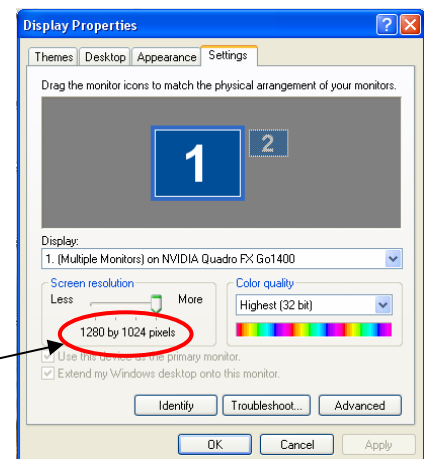 Display Properties
Themes Desktop Appearance Settings
Drag the monitor icons to match the physical arrangement of your monitors.
1 2
Display:
1. (Multiple Monitors) on NVIDIA Quadro FX Go1400
Screen resolution
Less More
1280 by 1024 pixels
Color quality
Highest (32 bit)
Use this device as the primary monitor.
Extend my Windows desktop onto this monitor.
Identify Troubleshoot... Advanced
OK Cancel Apply